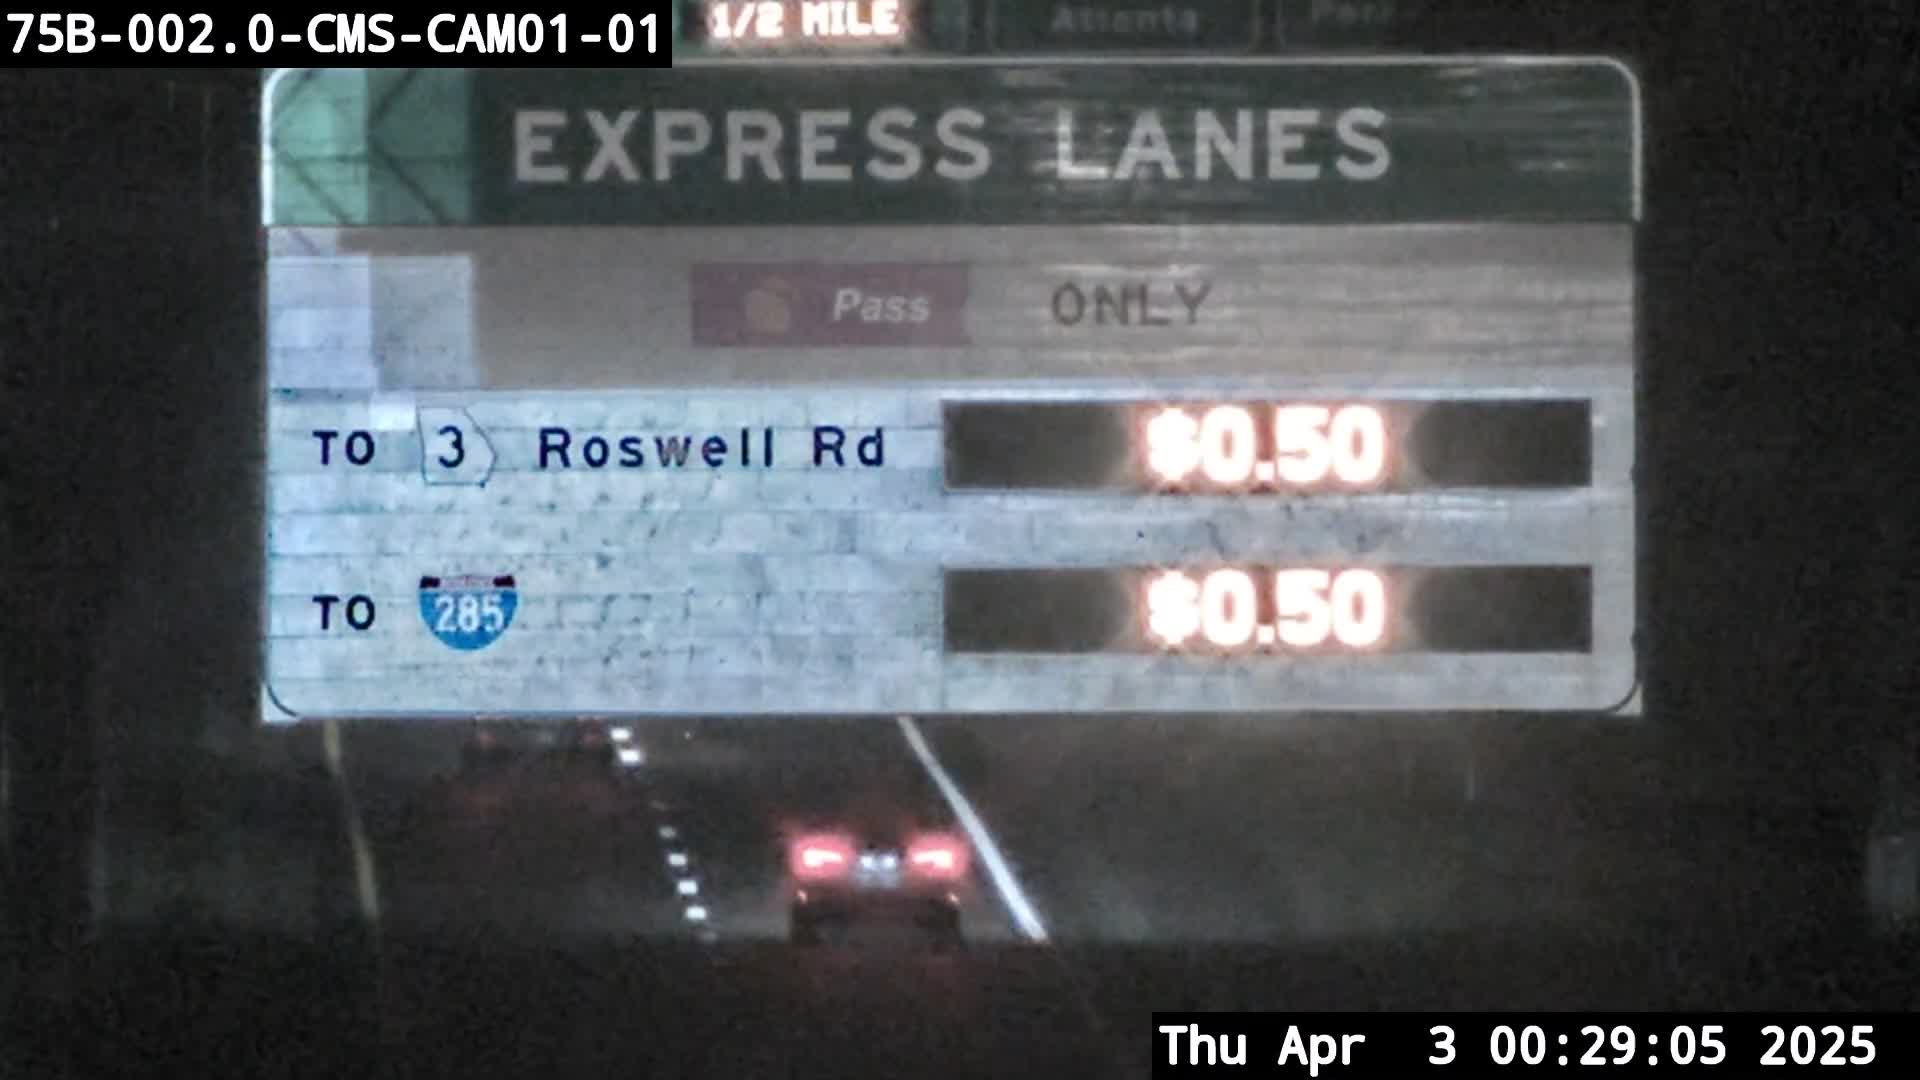 75B-002.0-CMS-CAM01-01
1/2 MILE
Atlanta
EXPRESS LANES
Pass ONLY
TO 3 Roswell Rd $0.50
TO 285 $0.50
Thu Apr 3 00:29:05 2025